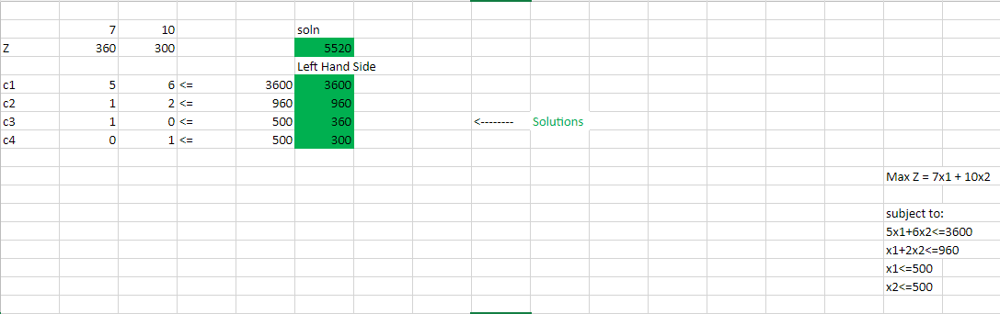 7 10 soln
Z 360 300 5520
Left Hand Side
c1 5 6 <= 3600 3600
c2 1 2 <= 960 960
c3 1 0 <= 500 360 <-------- Solutions
c4 0 1 <= 500 300
Max Z = 7x1 + 10x2
subject to:
5x1+6x2<=3600
x1+2x2<=960
x1<=500
x2<=500